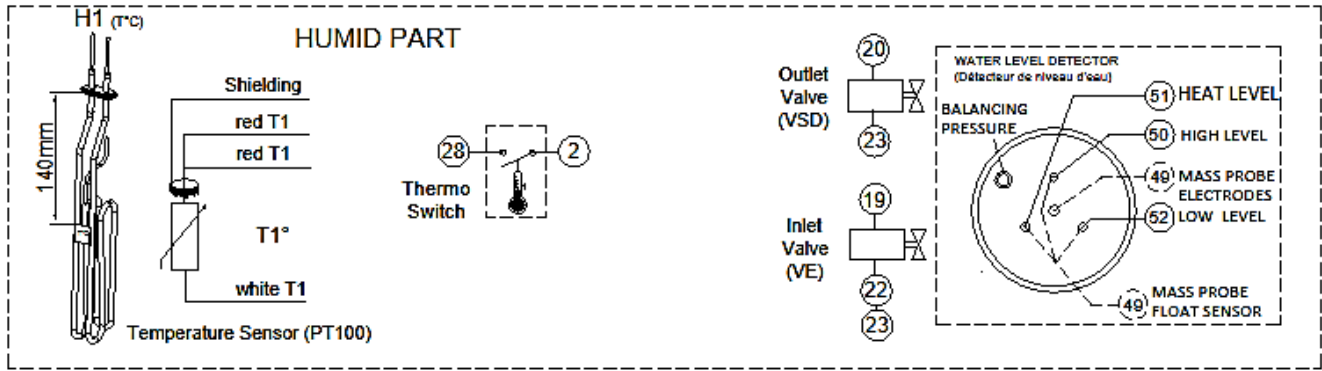 H1 (T°C)
HUMID PART
140mm
Shielding
red T1
red T1
T1°
white T1
Temperature Sensor (PT100)
28
2
Thermo
Switch
20
Outlet
Valve
(VSD)
23
19
Inlet
Valve
(VE)
22
23
WATER LEVEL DETECTOR
(Détecteur de niveau d'eau)
BALANCING
PRESSURE
51 HEAT LEVEL
50 HIGH LEVEL
49 MASS PROBE
ELECTRODES
52 LOW LEVEL
49 MASS PROBE
FLOAT SENSOR